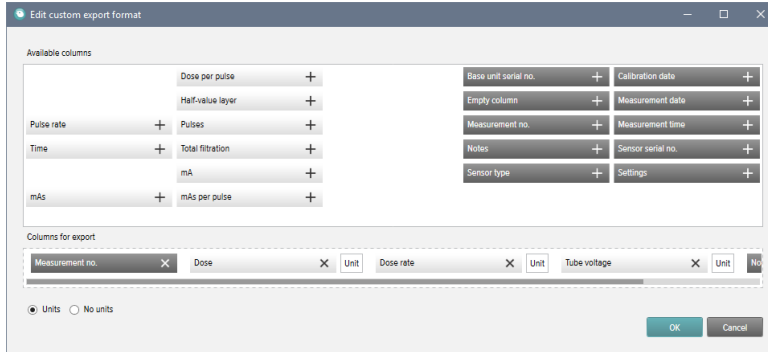 Edit custom export format
Available columns
Dose per pulse Base unit serial no. Calibration date
Half-value layer Empty column Measurement date
Pulse rate Pulses Measurement no. Measurement time
Time Total filtration Notes Sensor serial no.
mA Sensor type Settings
mAs mAs per pulse
Columns for export
Measurement no. Dose Unit Dose rate Unit Tube voltage Unit No
Units No units
OK Cancel